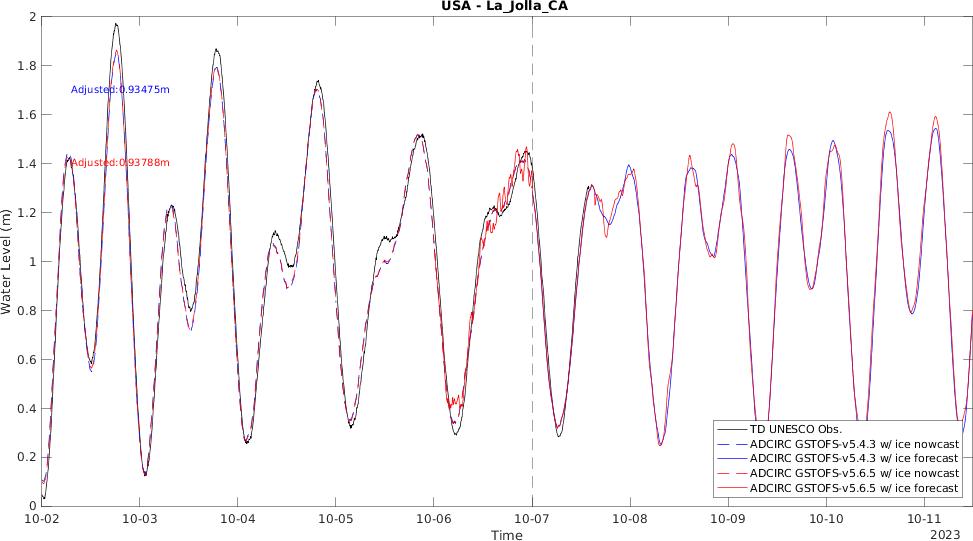 USA - La_Jolla_CA
2
1.8
1.6
1.4
1.2
1
0.8
0.6
0.4
0.2
0
Water Level (m)
Adjusted:0.93475m
Adjusted:0.93788m
TD UNESCO Obs.
ADCIRC GSTOFS-v5.4.3 w/ ice nowcast
ADCIRC GSTOFS-v5.4.3 w/ ice forecast
ADCIRC GSTOFS-v5.6.5 w/ ice nowcast
ADCIRC GSTOFS-v5.6.5 w/ ice forecast
10-02 10-03 10-04 10-05 10-06 10-07 10-08 10-09 10-10 10-11
Time
2023